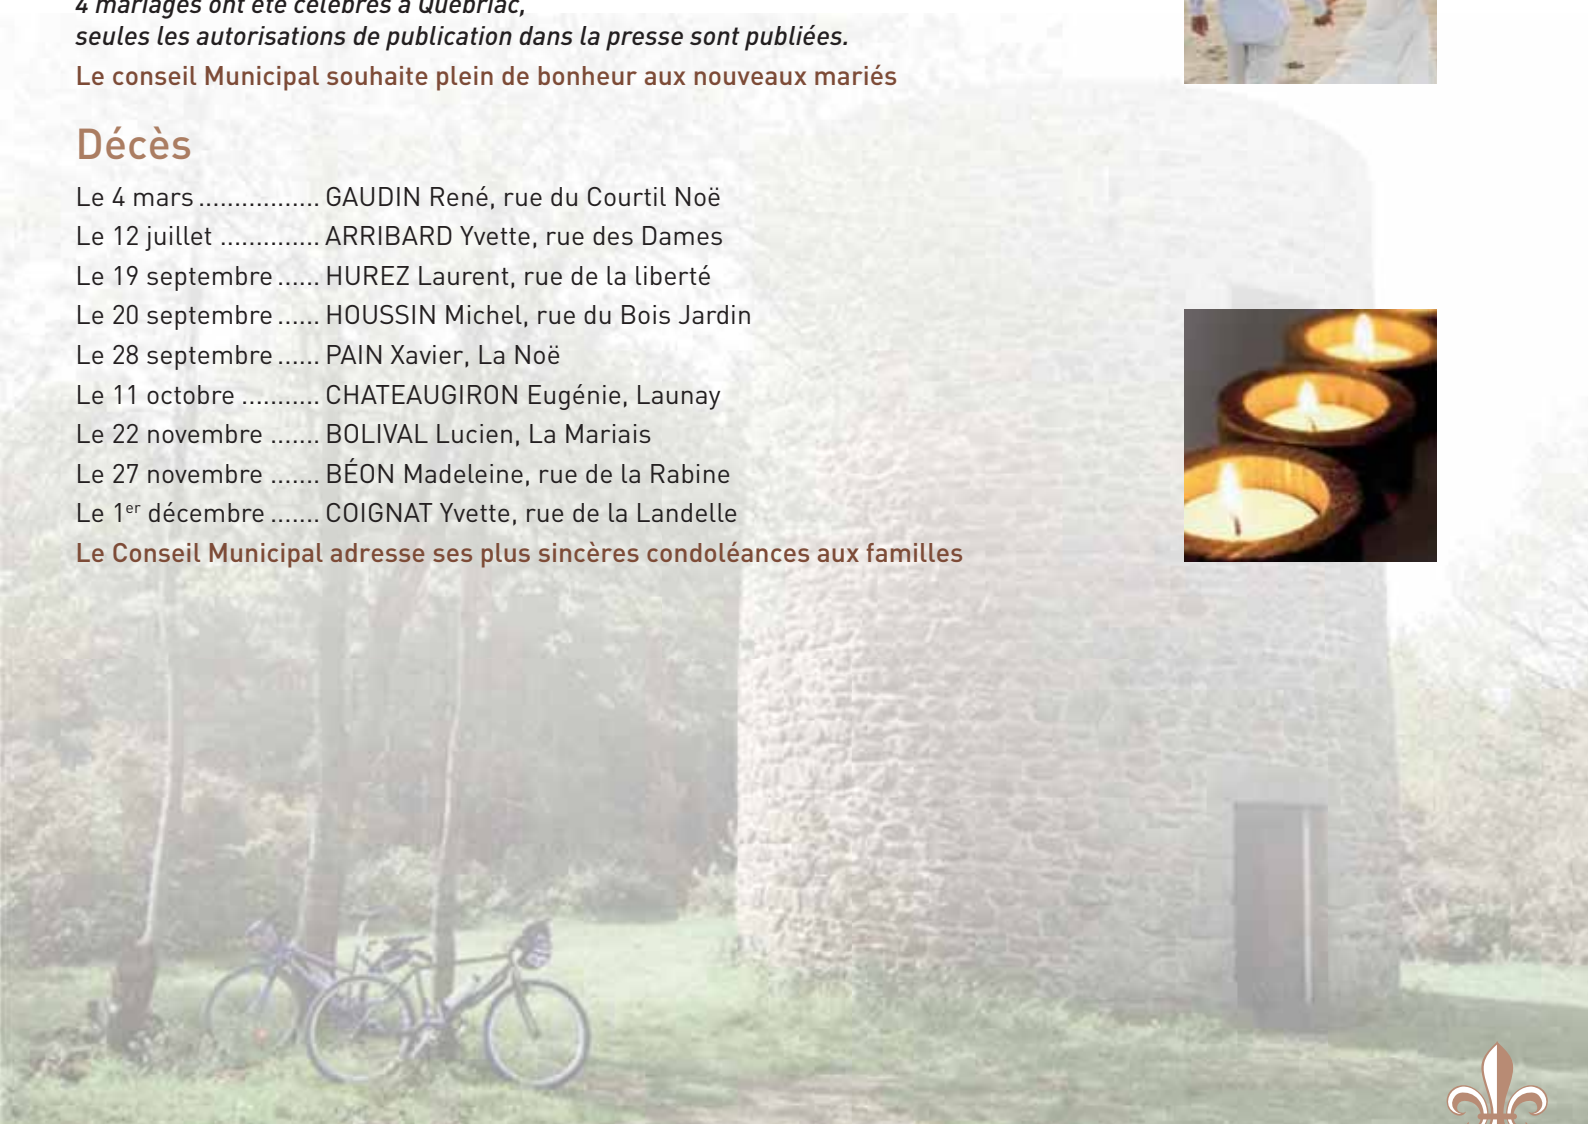 4 mariages ont été célébrés à Québriac,
seules les autorisations de publication dans la presse sont publiées.
Le conseil Municipal souhaite plein de bonheur aux nouveaux mariés
Décès
Le 4 mars ................ GAUDIN René, rue du Courtil Noë
Le 12 juillet .............. ARRIBARD Yvette, rue des Dames
Le 19 septembre ...... HUREZ Laurent, rue de la liberté
Le 20 septembre ...... HOUSSIN Michel, rue du Bois Jardin
Le 28 septembre ...... PAIN Xavier, La Noë
Le 11 octobre ........... CHATEAUGIRON Eugénie, Launay
Le 22 novembre ....... BOLIVAL Lucien, La Mariais
Le 27 novembre ....... BÉON Madeleine, rue de la Rabine
Le 1er décembre ....... COIGNAT Yvette, rue de la Landelle
Le Conseil Municipal adresse ses plus sincères condoléances aux familles